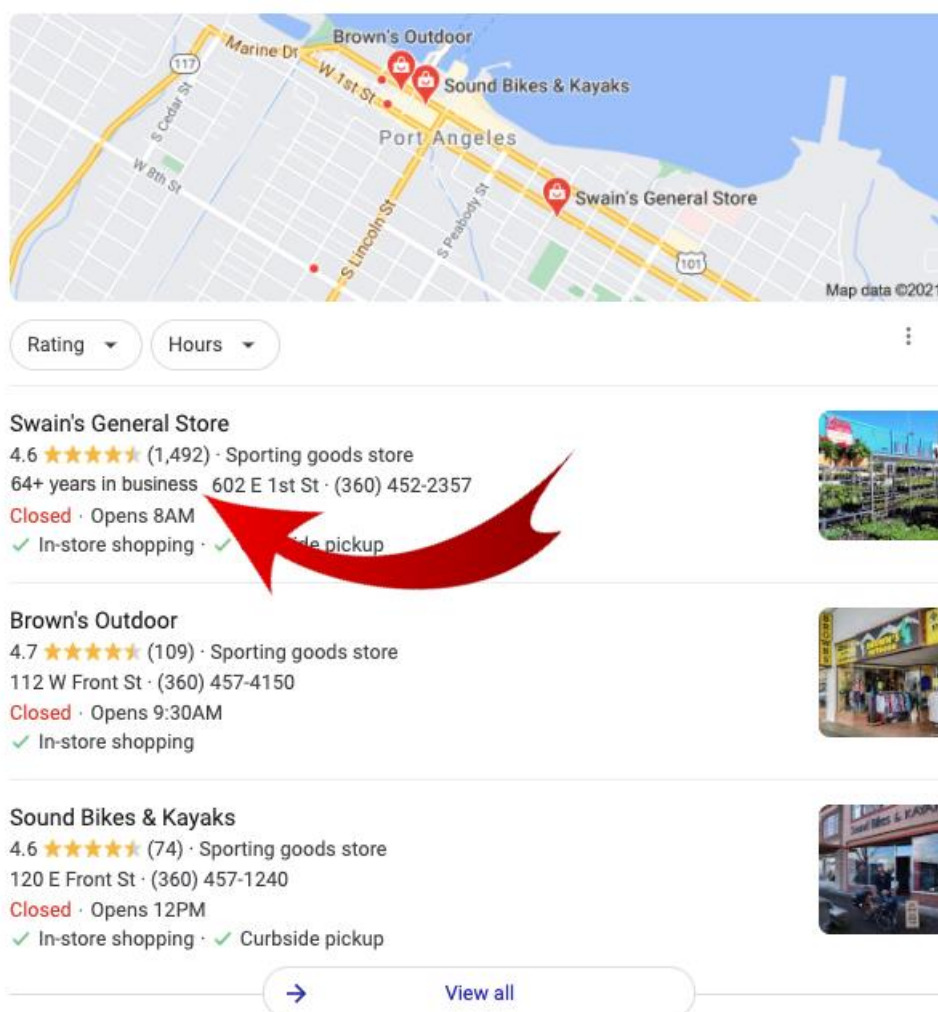 Brown's Outdoor
Marine Dr
117
W 1st St
Sound Bikes & Kayaks
S Cedar St
Port Angeles
W 8th St
S Peabody St
Swain's General Store
S Lincoln St
101
Map data ©2021
Rating
Hours
Swain's General Store
4.6 (1,492) · Sporting goods store
64+ years in business 602 E 1st St · (360) 452-2357
Closed · Opens 8AM
In-store shopping · pickup
Brown's Outdoor
4.7 (109) · Sporting goods store
112 W Front St · (360) 457-4150
Closed · Opens 9:30AM
In-store shopping
Sound Bikes & Kayaks
4.6 (74) · Sporting goods store
120 E Front St · (360) 457-1240
Closed · Opens 12PM
In-store shopping · Curbside pickup
View all